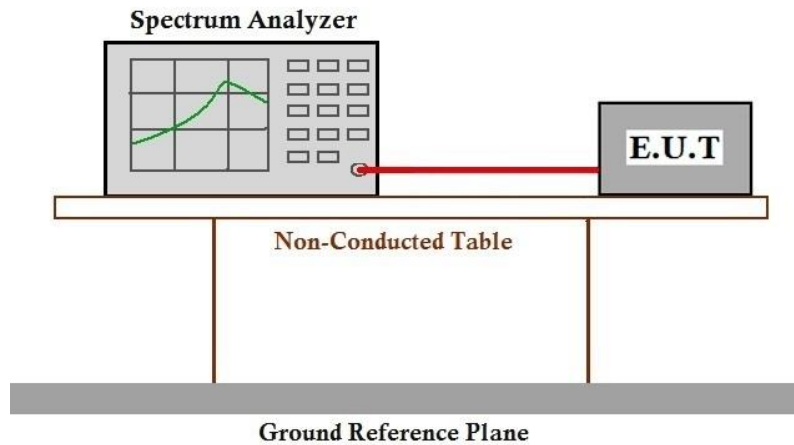 Spectrum Analyzer
E.U.T
Non-Conducted Table
Ground Reference Plane